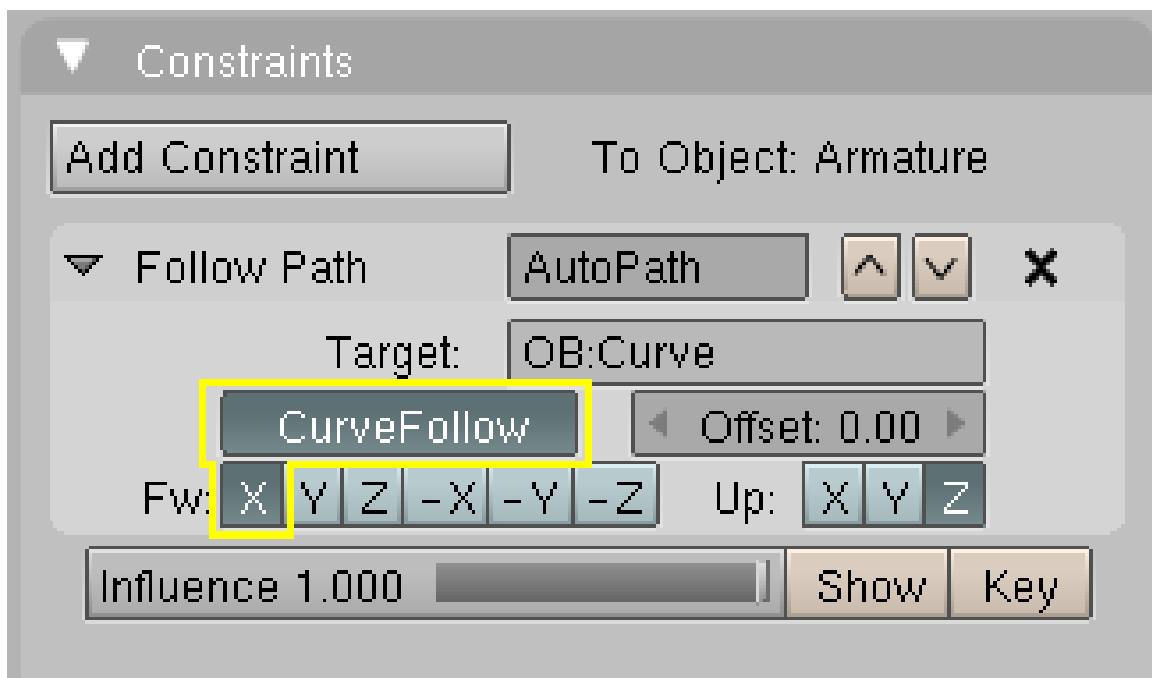 Constraints
Add Constraint To Object: Armature
Follow Path AutoPath
Target: OB:Curve
CurveFollow Offset: 0.00
Fw: X Y Z -X -Y -Z Up: X Y Z
Influence 1.000 Show Key